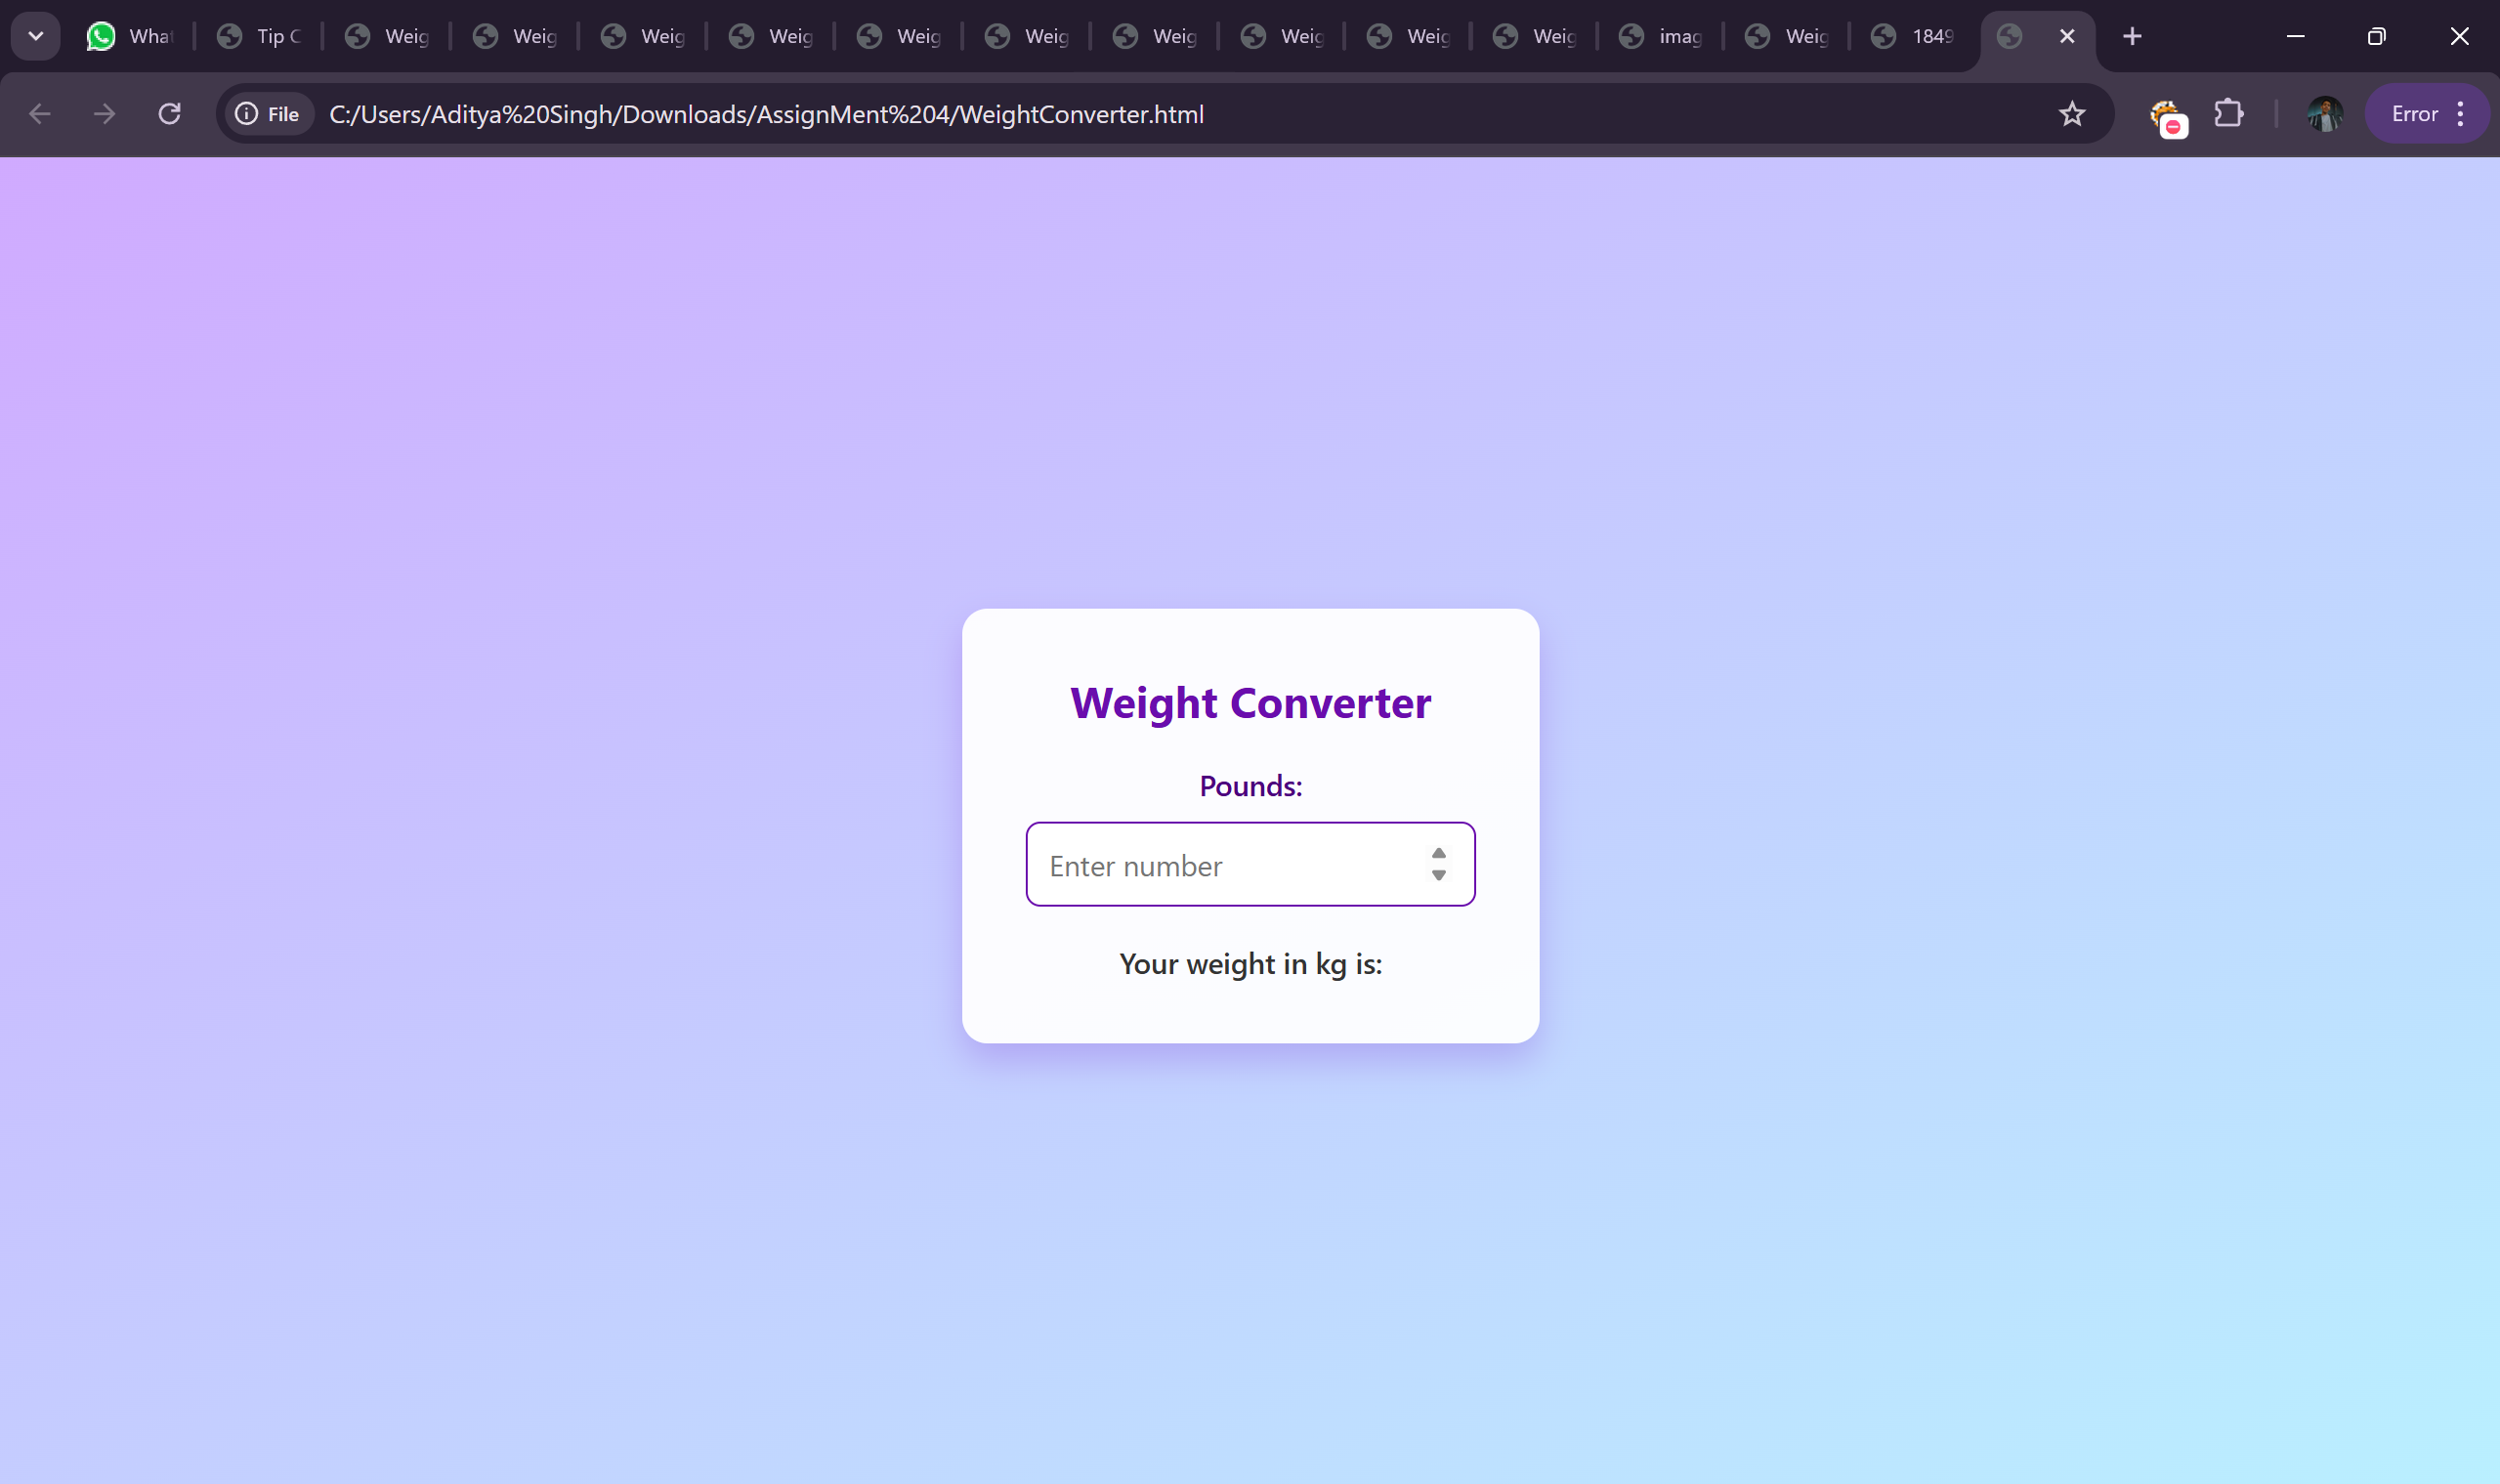 What Tip C Weig Weig Weig Weig Weig Weig Weig Weig Weig Weig imag Weig 1849
File C:/Users/Aditya%20Singh/Downloads/AssignMent%204/WeightConverter.html Error
Weight Converter
Pounds:
Enter number
Your weight in kg is: